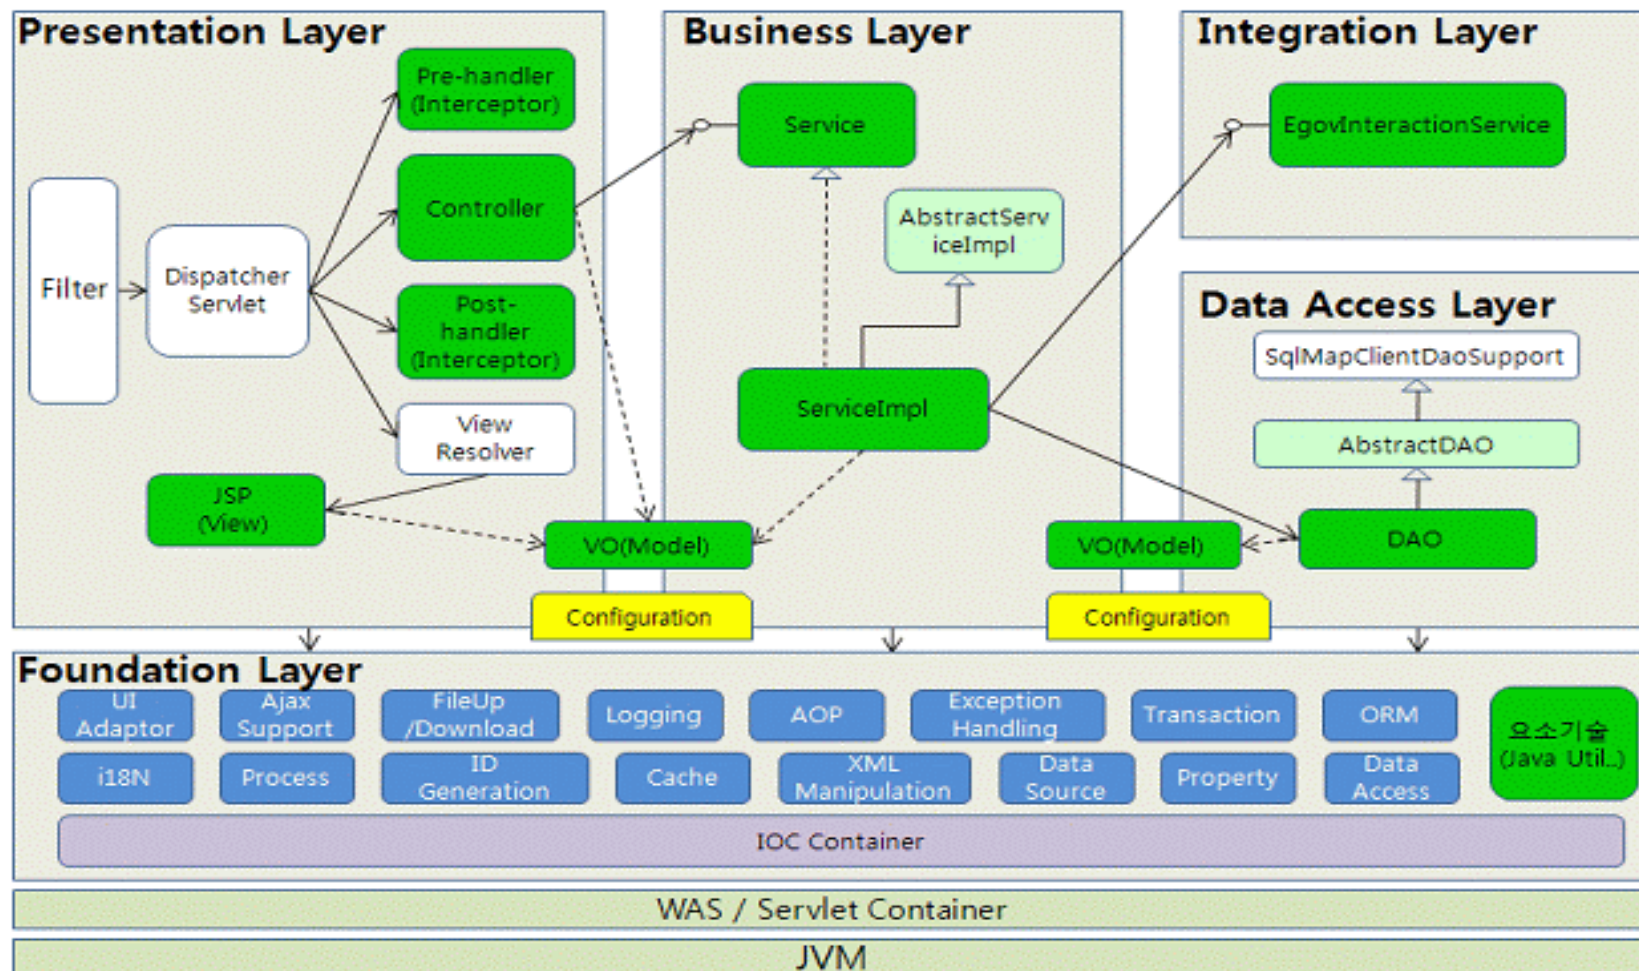 Presentation Layer
Pre-handler
(Interceptor)
Controller
Filter
Dispatcher
Servlet
Post-
handler
(Interceptor)
View
Resolver
JSP
(View)
VO(Model)
Configuration
Business Layer
Service
AbstractServ
iceImpl
ServiceImpl
VO(Model)
Configuration
Integration Layer
EgovInteractionService
Data Access Layer
SqlMapClientDaoSupport
AbstractDAO
DAO
Foundation Layer
UI
Adaptor
Ajax
Support
FileUp
/Download
Logging
AOP
Exception
Handling
Transaction
ORM
요소기술
(Java Util..)
i18N
Process
ID
Generation
Cache
XML
Manipulation
Data
Source
Property
Data
Access
IOC Container
WAS / Servlet Container
JVM